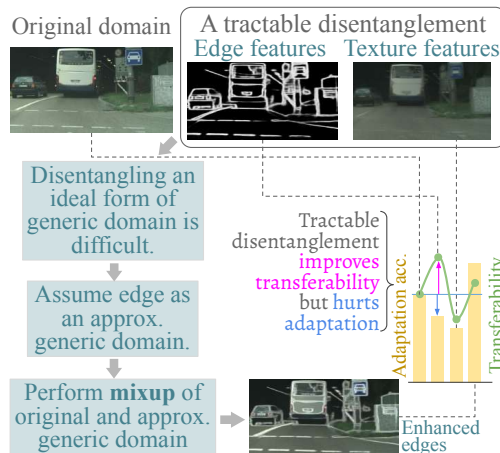 Original domain
A tractable disentanglement
Edge features
Texture features
Disentangling an
ideal form of
generic domain is
difficult.
Assume edge as
an approx.
generic domain.
Perform mixup of
original and approx.
generic domain
Tractable
disentanglement
improves
transferability
but hurts
adaptation
Adaptation acc.
Transferability
Enhanced
edges